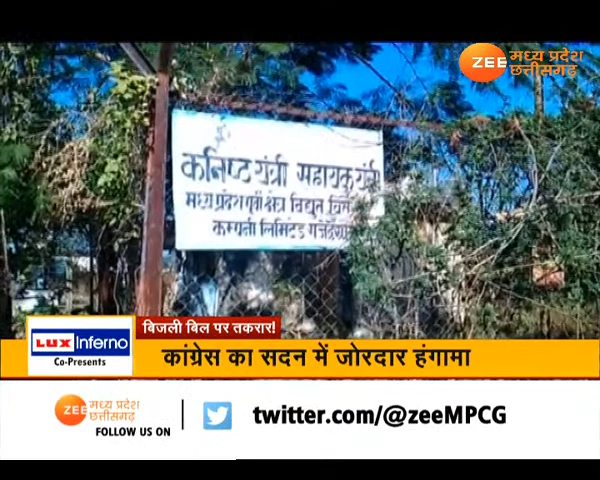 ZEE मध्य प्रदेश
छत्तीसगढ़
कनिष्ठ यंत्री सहायक यंत्री
मध्य प्रदेश पूर्वी क्षेत्र विद्युत
कम्पनी लिमिटेड
बिजली बिल पर तकरार!
LUX Inferno
Co-Presents
कांग्रेस का सदन में जोरदार हंगामा
ZEE मध्य प्रदेश
छत्तीसगढ़
FOLLOW US ON
twitter.com/@zeeMPCG